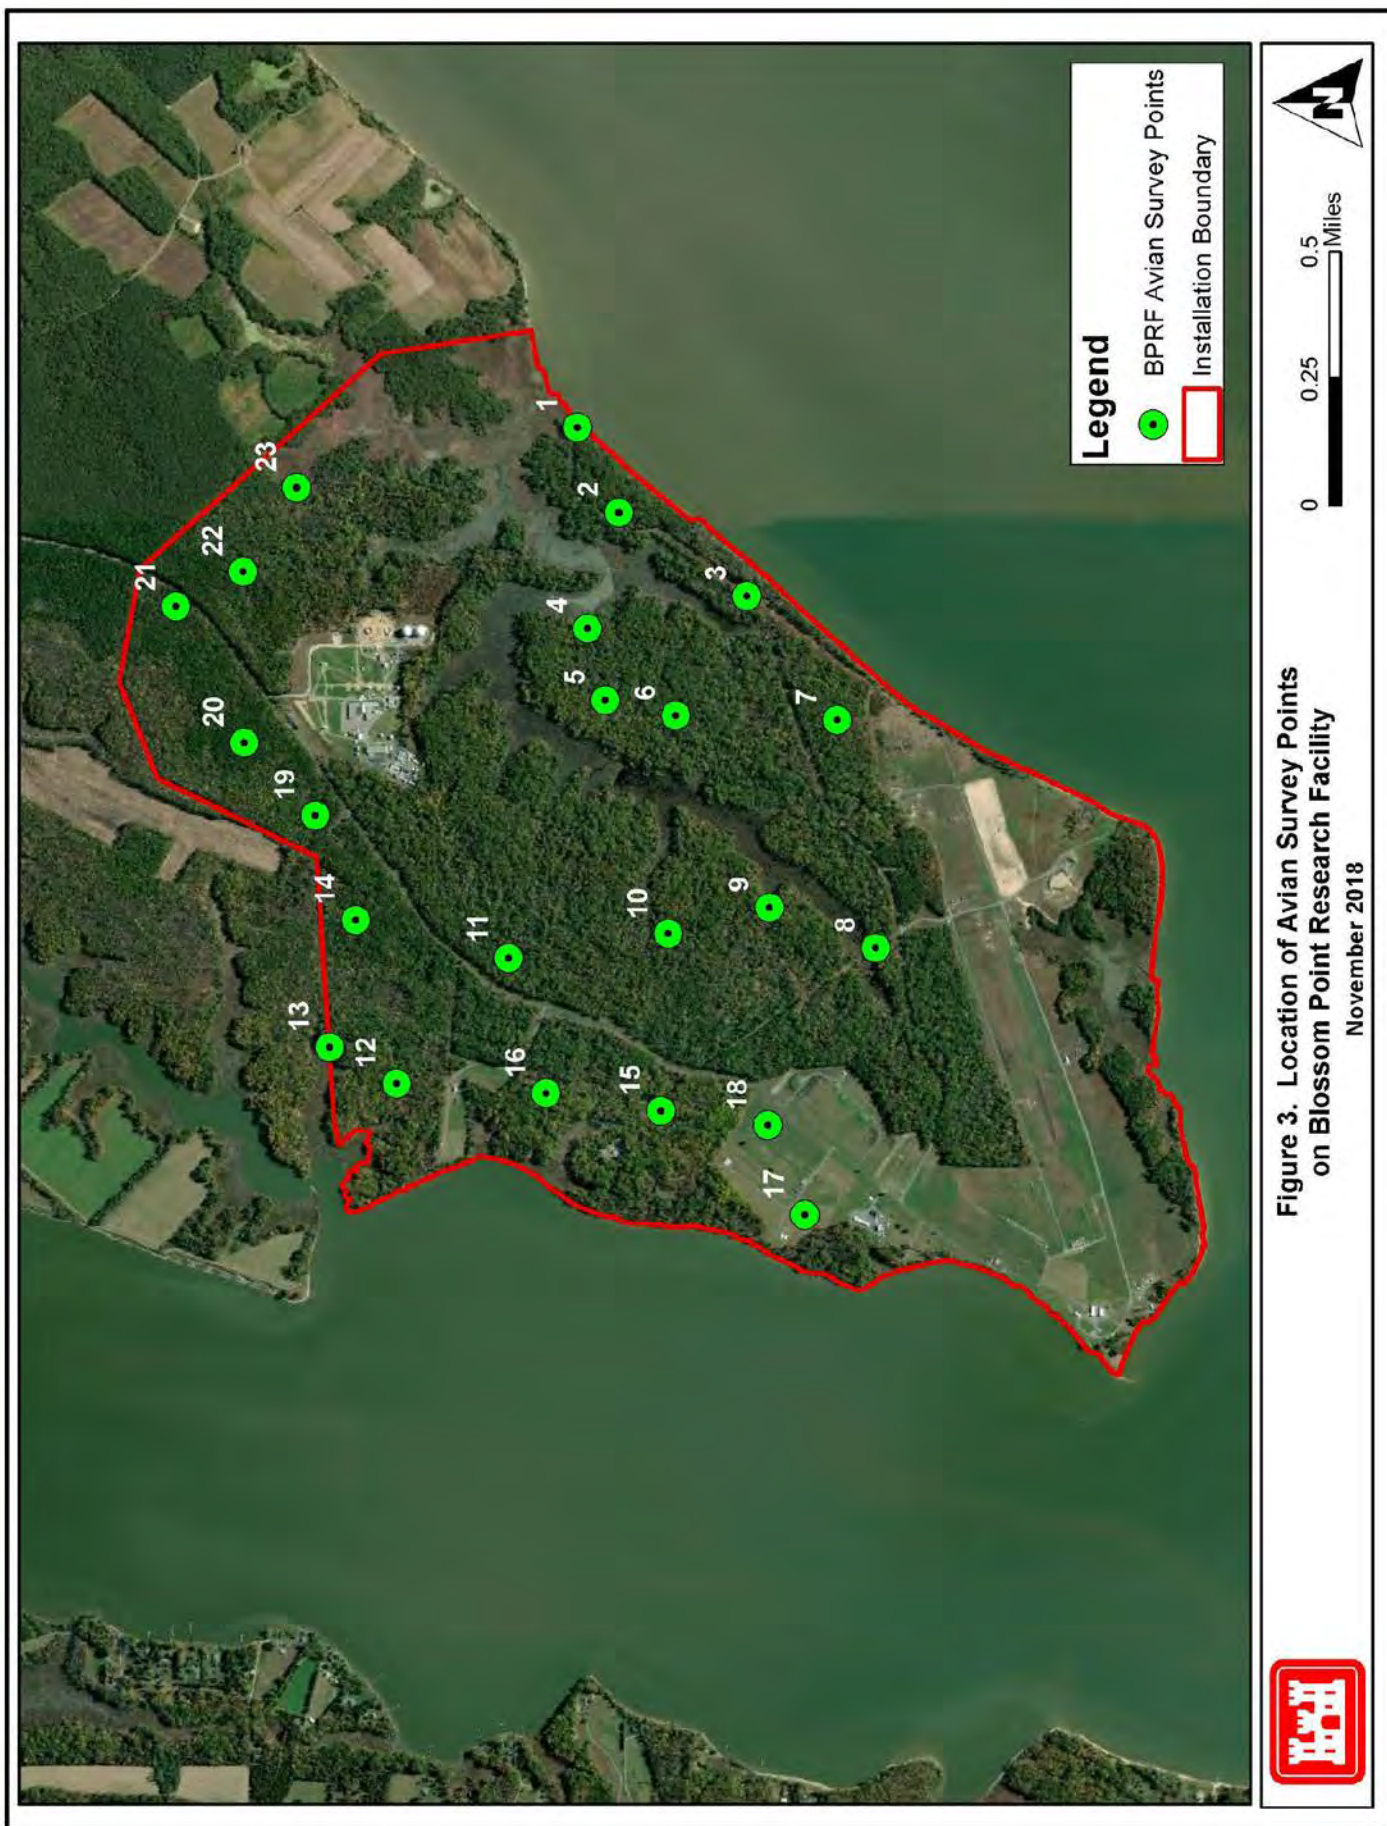 21
22
23
20
19
14
13
12
11
16
15
18
17
10
9
8
1
2
3
4
5
6
7
Legend
BPRF Avian Survey Points
Installation Boundary
Figure 3. Location of Avian Survey Points
on Blossom Point Research Facility
November 2018
0 0.25 0.5
Miles
N